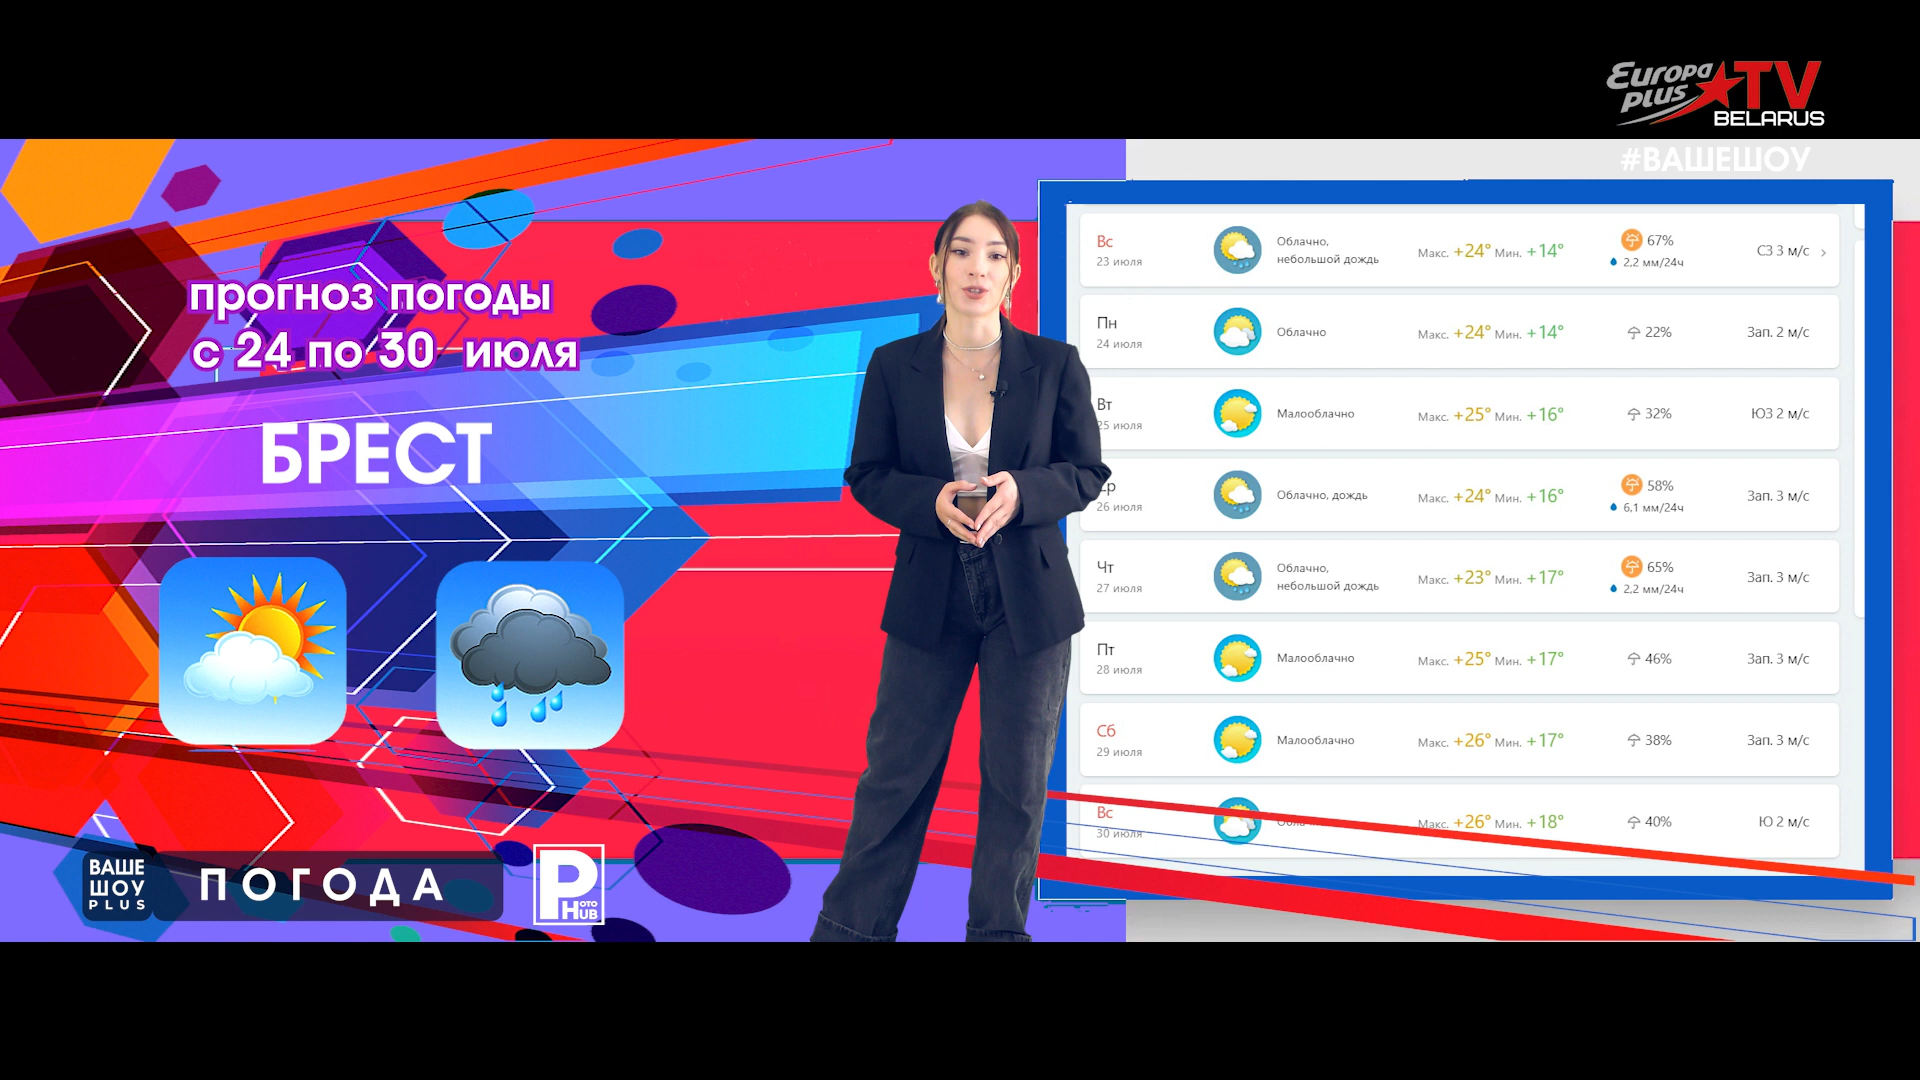 Europa
PLUS
TV
BELARUS
#ВАШЕШОУ
прогноз погоды
с 24 по 30 июля
БРЕСТ
Вс
23 июля
Облачно,
небольшой дождь
Макс. +24° Мин. +14°
67%
2,2 мм/24ч
СЗ 3 м/с
Пн
24 июля
Облачно
Макс. +24° Мин. +14°
22%
Зап. 2 м/с
Вт
25 июля
Малооблачно
Макс. +25° Мин. +16°
32%
ЮЗ 2 м/с
Ср
26 июля
Облачно, дождь
Макс. +24° Мин. +16°
58%
6,1 мм/24ч
Зап. 3 м/с
Чт
27 июля
Облачно,
небольшой дождь
Макс. +23° Мин. +17°
65%
2,2 мм/24ч
Зап. 3 м/с
Пт
28 июля
Малооблачно
Макс. +25° Мин. +17°
46%
Зап. 3 м/с
Сб
29 июля
Малооблачно
Макс. +26° Мин. +17°
38%
Зап. 3 м/с
Вс
30 июля
Макс. +26° Мин. +18°
40%
Ю 2 м/с
ВАШЕ
ШОУ
PLUS
ПОГОДА
PHOTO
HUB